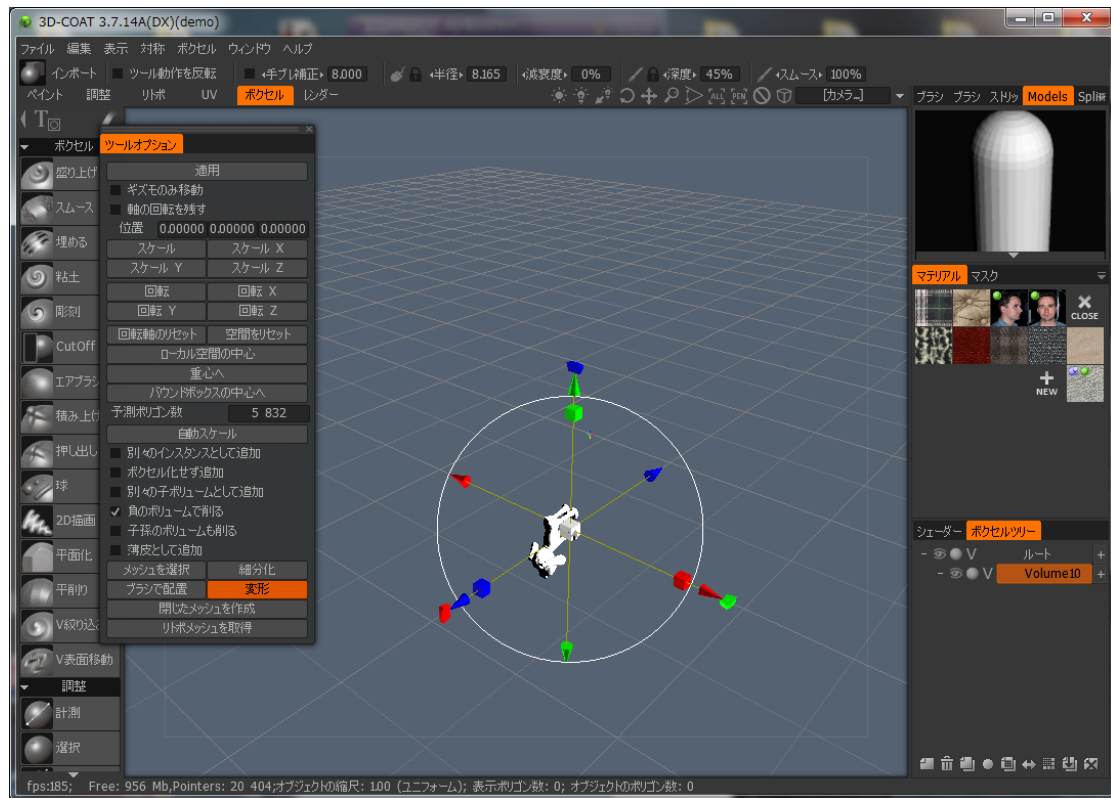 3D-COAT 3.7.14A(DX)(demo)
ファイル 編集 表示 対称 ボクセル ウィンドウ ヘルプ
インポート ツール動作を反転 手ブレ補正 8.000 半径 8.165 減衰度 0% 深度 45% スムース 100%
ペイント 調整 リトポ UV ボクセル レンダー ALL PEN [カメラ_] ブラシ ブラシ ストリッ Models Spli
ボクセル
盛り上げ
スムース
埋める
粘土
彫刻
CutOff
エアブラシ
積み上げ
押し出し
球
2D描画
平面化
平削り
V絞り込
V表面移動
調整
計測
選択
ツールオプション
適用
ギズモのみ移動
軸の回転を残す
位置 0.00000 0.00000 0.00000
スケール スケール X
スケール Y スケール Z
回転 回転 X
回転 Y 回転 Z
回転軸のリセット 空間をリセット
ローカル空間の中心
重心へ
バウンドボックスの中心へ
予測ポリゴン数 5 832
自動スケール
別々のインスタンスとして追加
ボクセル化せず追加
別々の子ボリュームとして追加
負のボリュームで削る
子孫のボリュームも削る
薄皮として追加
メッシュを選択 細分化
ブラシで配置 変形
閉じたメッシュを作成
リトポメッシュを取得
マテリアル マスク
CLOSE
NEW
シェーダー ボクセルツリー
- V ルート +
- V Volume10 +
fps:185; Free: 956 Mb,Pointers: 20 404;オブジェクトの縮尺: 1.00 (ユニフォーム); 表示ポリゴン数: 0; オブジェクトのポリゴン数: 0